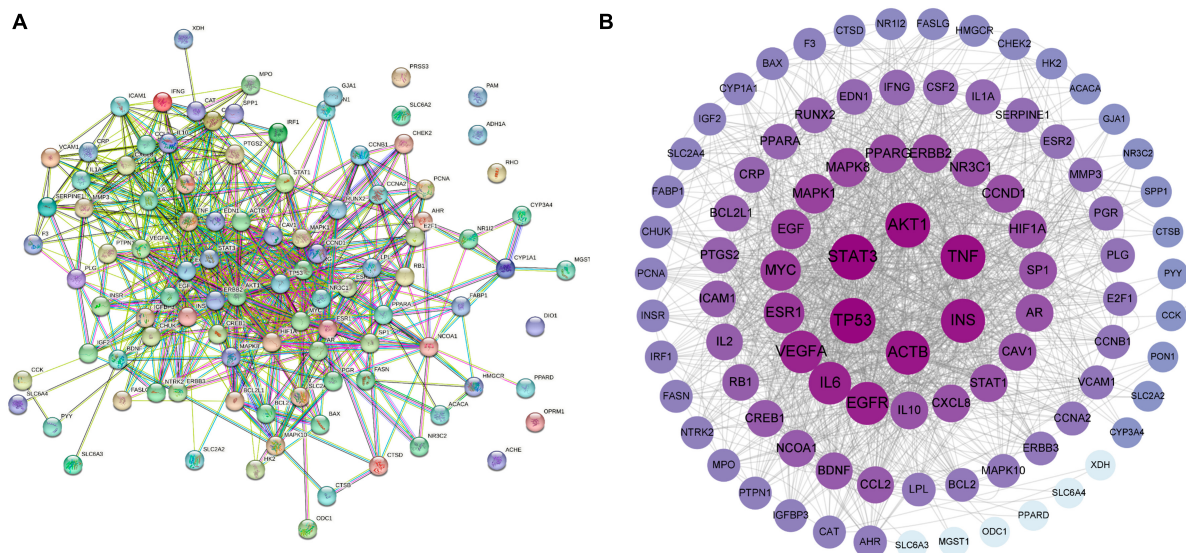 A
XDH
MPO
PRSS3
IFNG
GJA1
ICAM1
CAT
SPP1
PAM
SLC6A2
IRF1
IL10
CHEK2
ADH1A
VCAM1
CRP
PTGS2
CCNB1
IL1A
IL2
STAT1
CCNA2
PCNA
RHO
SERPINE1
MMP3
IL6
RUNX2
TNF
EDN1
ACTB
AHR
E2F1
CYP3A4
F3
PTPN1
VEGFA
CAV1
MAPK1
CCND1
NR1I2
STAT3
CYP1A1
MGST1
PLG
EGF
TP53
LPL
RB1
INSR
ERBB2
AKT1
NR3C1
FABP1
INS
MYC
PPARA
DIO1
CHUK
CREB1
ESR1
SP1
NCOA1
HIF1A
IGF2
AR
BDNF
MAPK8
FASN
PPARD
CCK
NTRK2
ERBB3
PGR
HMGCR
FASLG
BCL2L1
SLC6A4
ACACA
PYY
BCL2
BAX
OPRM1
NR3C2
MAPK10
SLC6A3
SLC2A2
HK2
CTSD
ACHE
CTSB
ODC1
B
NR1I2
FASLG
CTSD
HMGCR
F3
CHEK2
BAX
HK2
IFNG
CSF2
EDN1
IL1A
CYP1A1
ACACA
RUNX2
SERPINE1
IGF2
PPARA
PPARG
ERBB2
ESR2
GJA1
MAPK8
NR3C1
SLC2A4
CRP
MMP3
NR3C2
MAPK1
CCND1
FABP1
BCL2L1
AKT1
PGR
SPP1
EGF
HIF1A
CHUK
STAT3
TNF
PTGS2
PLG
CTSB
MYC
SP1
PCNA
PYY
ICAM1
E2F1
INSR
ESR1
TP53
INS
AR
CCK
IL2
CCNB1
IRF1
VEGFA
ACTB
CAV1
PON1
RB1
IL6
STAT1
VCAM1
FASN
EGFR
IL10
CXCL8
SLC2A2
CREB1
CCNA2
NTRK2
NCOA1
CYP3A4
ERBB3
MPO
BDNF
CCL2
MAPK10
XDH
LPL
BCL2
PTPN1
SLC6A4
IGFBP3
PPARD
CAT
AHR
SLC6A3
MGST1
ODC1